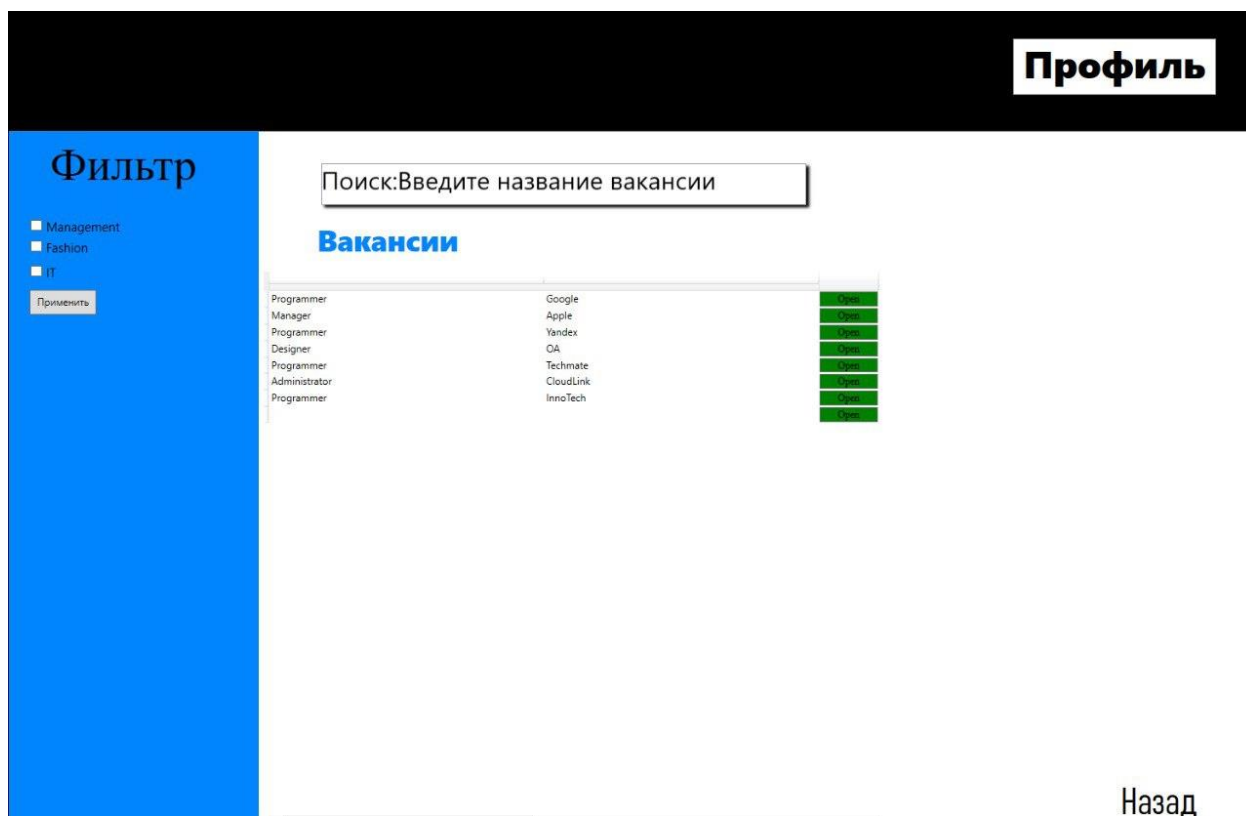 Профиль
Фильтр
Management
Fashion
IT
Применить
Поиск:Введите название вакансии
Вакансии
Programmer Google Open
Manager Apple Open
Programmer Yandex Open
Designer OA Open
Programmer Techmate Open
Administrator CloudLink Open
Programmer InnoTech Open
Open
Назад